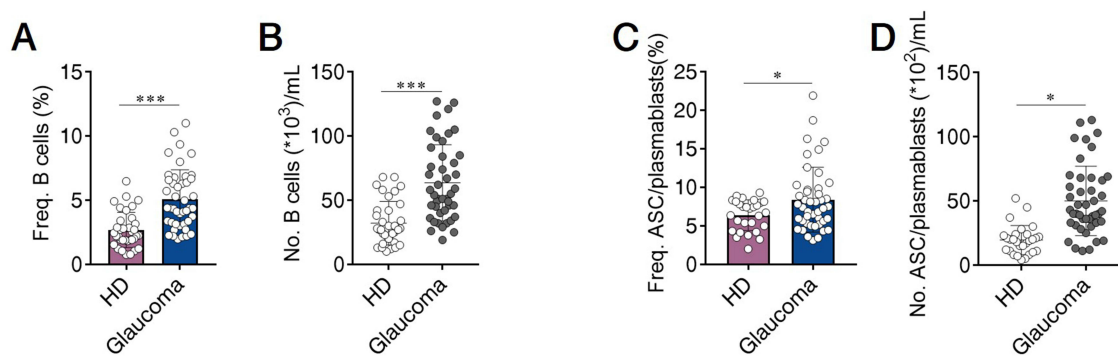 A
Freq. B cells (%)
15
10
5
0
***
HD
Glaucoma
B
No. B cells (*10³)/mL
150
100
50
0
***
HD
Glaucoma
C
Freq. ASC/plasmablasts(%)
25
20
15
10
5
0
*
HD
Glaucoma
D
No. ASC/plasmablasts (*10²)/mL
150
100
50
0
*
HD
Glaucoma